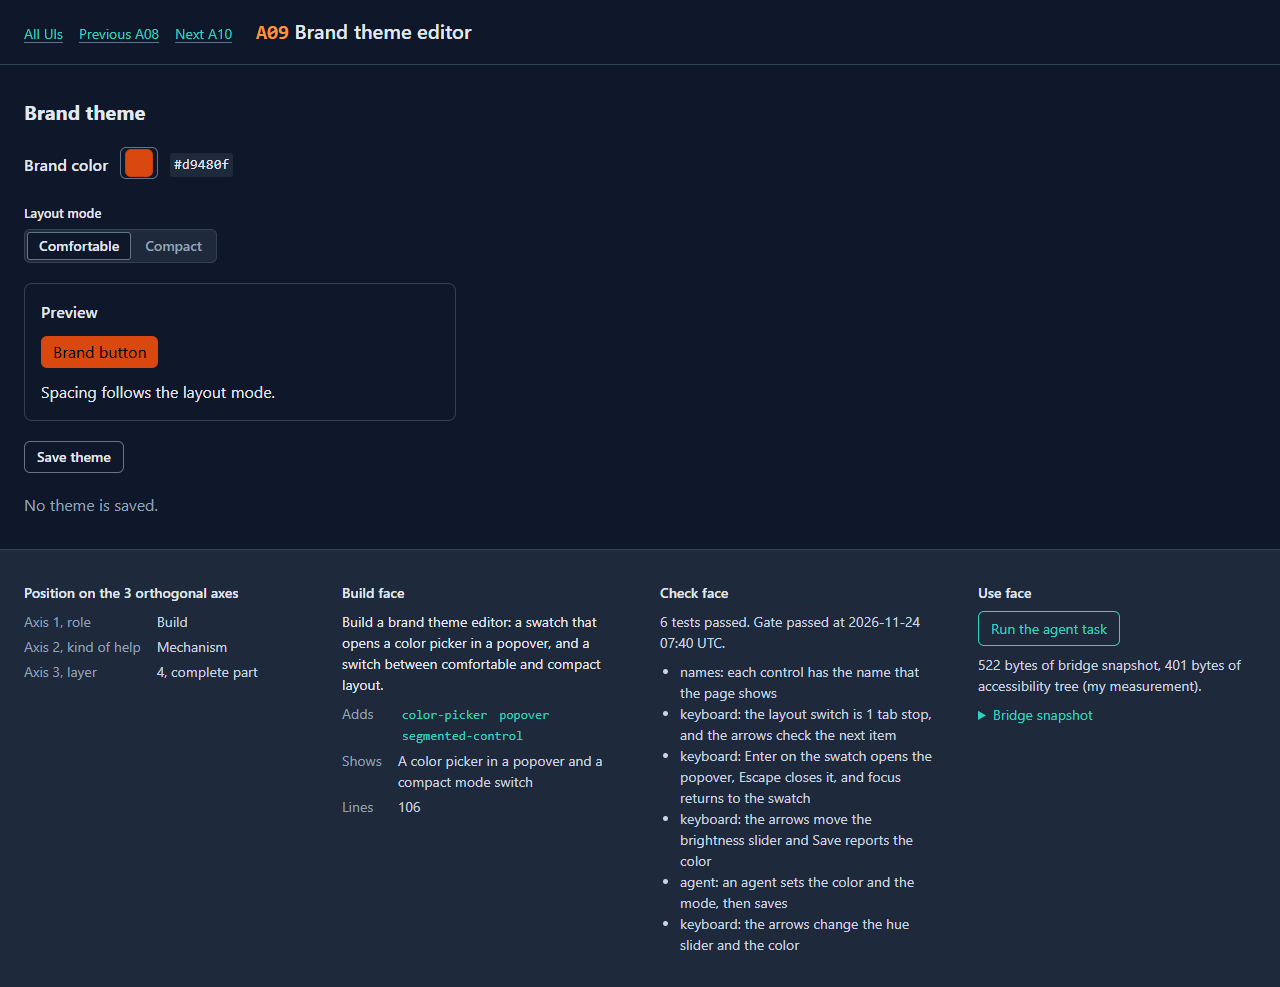 All UIs Previous A08 Next A10 A09 Brand theme editor
Brand theme
Brand color #d9480f
Layout mode
Comfortable Compact
Preview
Brand button
Spacing follows the layout mode.
Save theme
No theme is saved.
Position on the 3 orthogonal axes
Axis 1, role Build
Axis 2, kind of help Mechanism
Axis 3, layer 4, complete part
Build face
Build a brand theme editor: a swatch that
opens a color picker in a popover, and a
switch between comfortable and compact
layout.
Adds color-picker popover
segmented-control
Shows A color picker in a popover and a
compact mode switch
Lines 106
Check face
6 tests passed. Gate passed at 2026-11-24
07:40 UTC.
• names: each control has the name that
the page shows
• keyboard: the layout switch is 1 tab stop,
and the arrows check the next item
• keyboard: Enter on the swatch opens the
popover, Escape closes it, and focus
returns to the swatch
• keyboard: the arrows move the
brightness slider and Save reports the
color
• agent: an agent sets the color and the
mode, then saves
• keyboard: the arrows change the hue
slider and the color
Use face
Run the agent task
522 bytes of bridge snapshot, 401 bytes of
accessibility tree (my measurement).
▶ Bridge snapshot